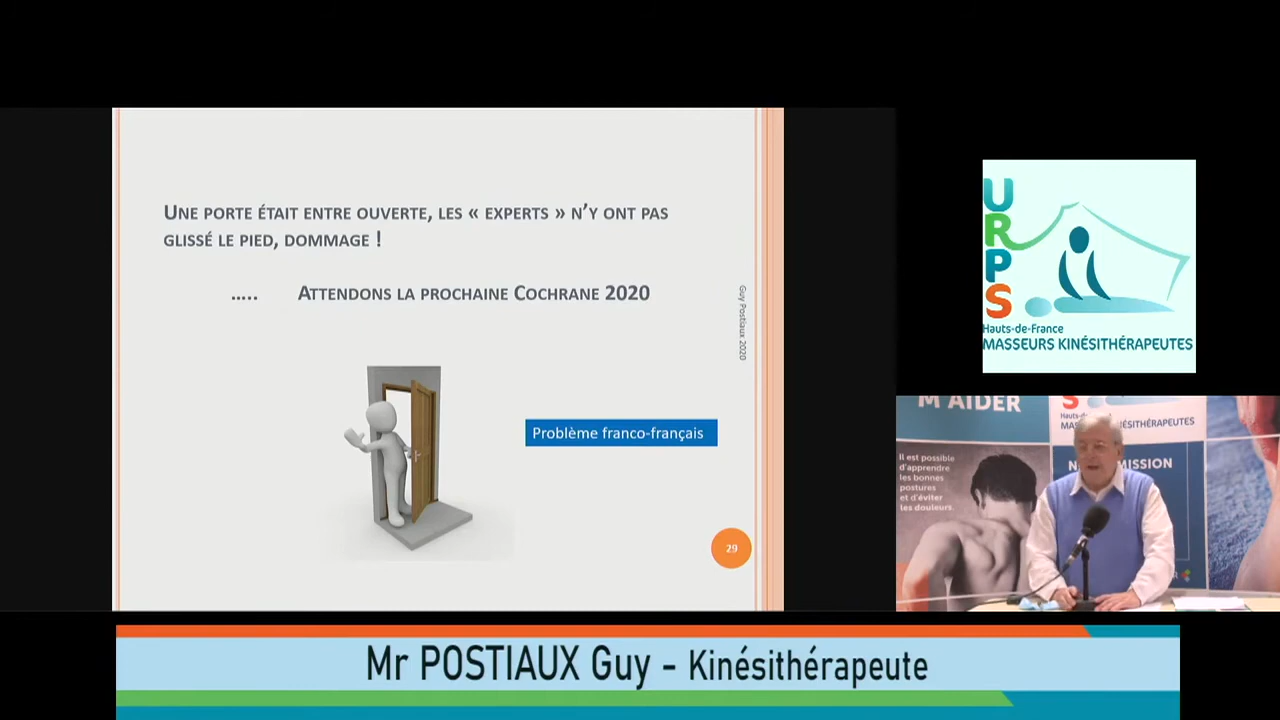 UNE PORTE ÉTAIT ENTRE OUVERTE, LES « EXPERTS » N'Y ONT PAS
GLISSÉ LE PIED, DOMMAGE !
..... ATTENDONS LA PROCHAINE COCHRANE 2020
Guy Postiaux 2020
Problème franco-français
29
URPS
Hauts-de-France
MASSEURS KINÉSITHÉRAPEUTES
M'AIDER
Il est possible
d'apprendre
les bonnes
postures
et d'éviter
les douleurs.
S
Hauts-de-France
MISSION
Mr POSTIAUX Guy - Kinésithérapeute